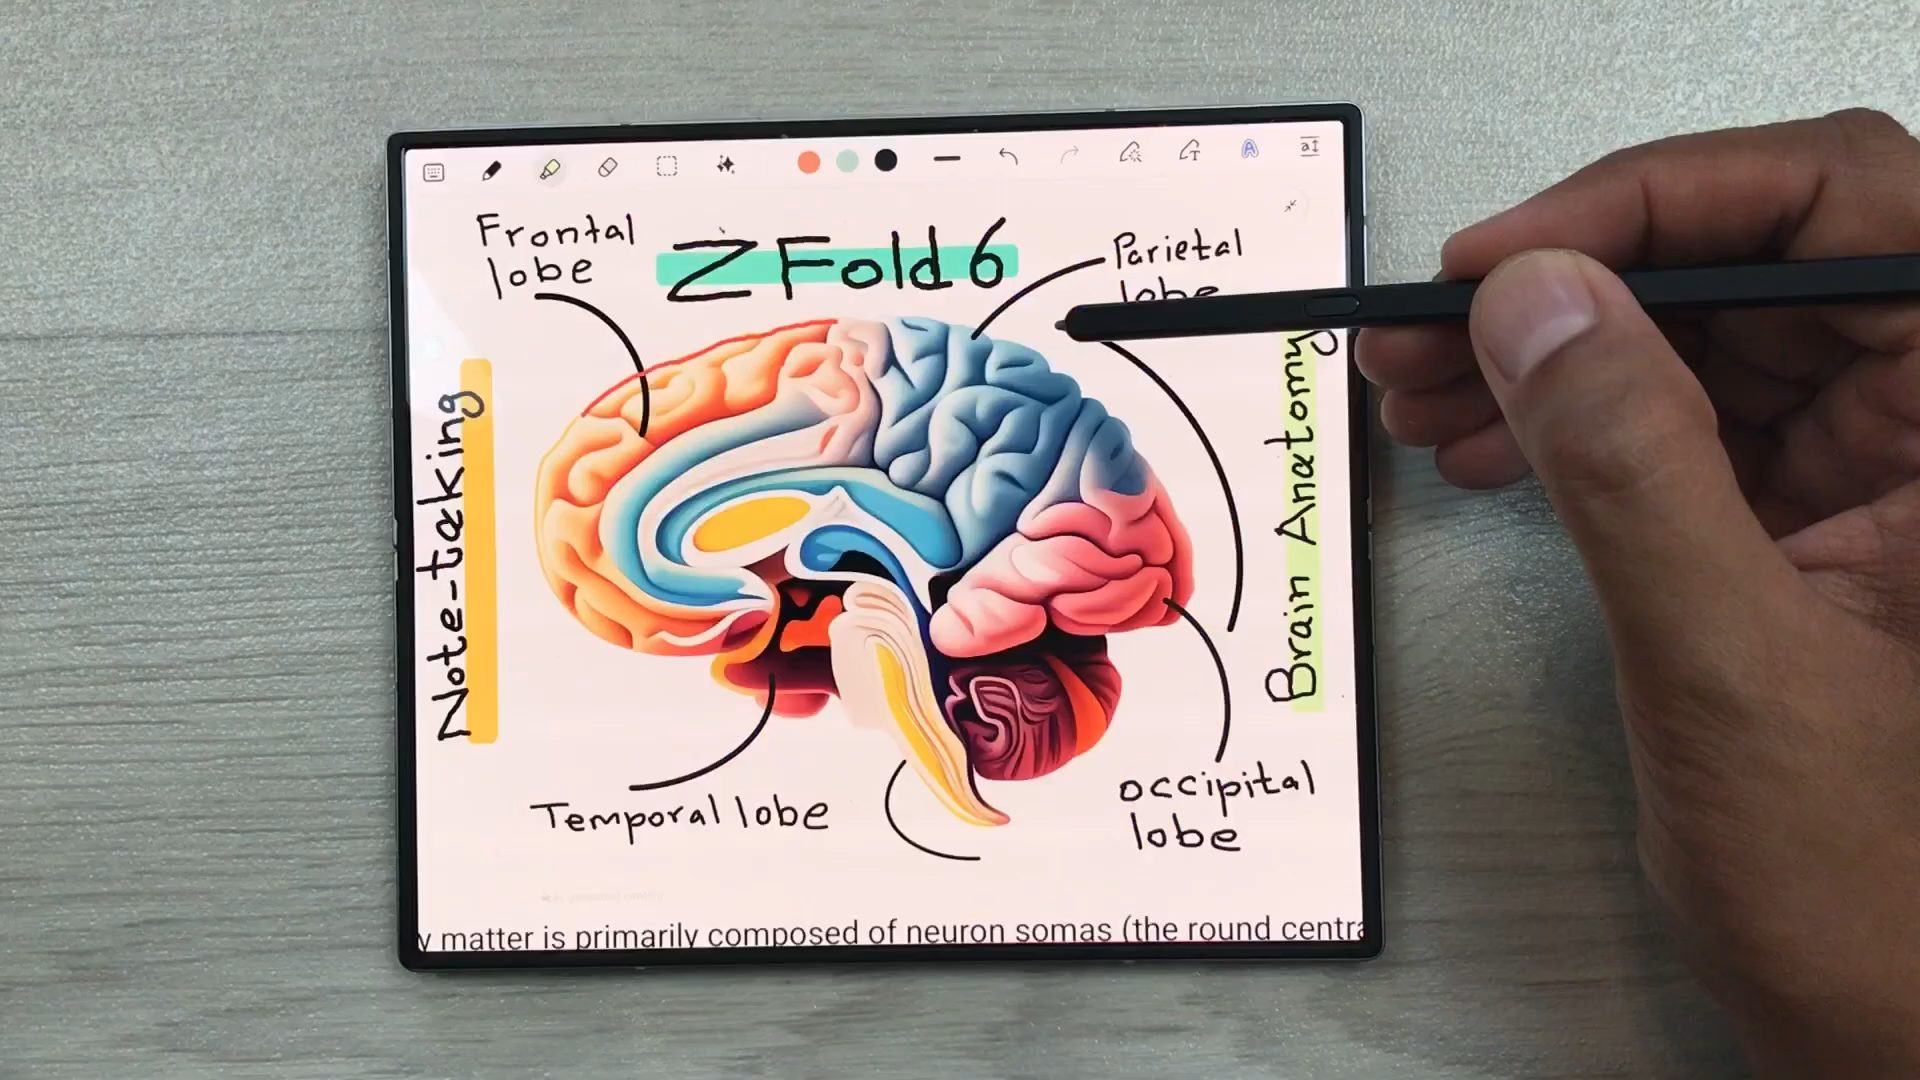 Frontal
lobe
Z Fold 6
Parietal
lobe
Note-taking
Brain Anatomy
Temporal lobe
occipital
lobe
y matter is primarily composed of neuron somas (the round centra